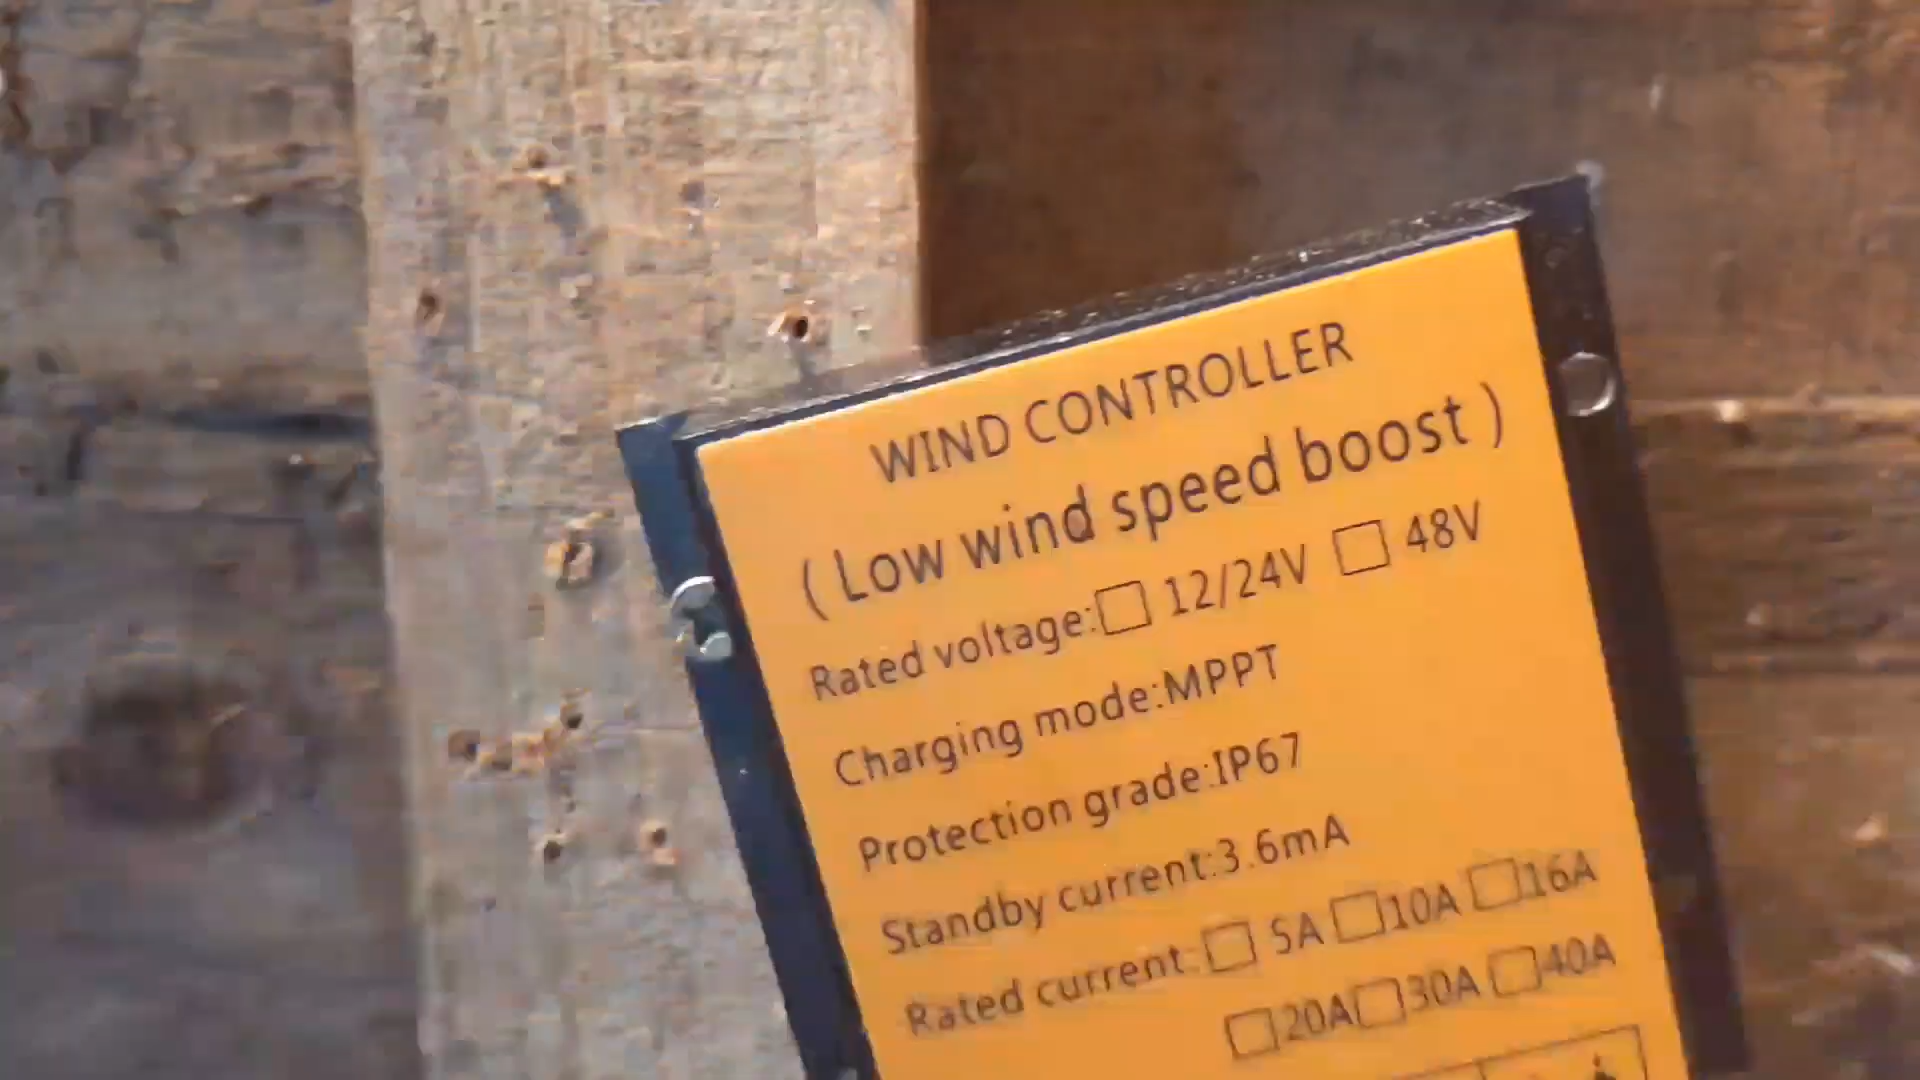 WIND CONTROLLER
( Low wind speed boost )
Rated voltage:☐ 12/24V ☐ 48V
Charging mode:MPPT
Protection grade:IP67
Standby current:3.6mA
Rated current:☐ 5A ☐10A ☐16A
☐20A☐30A☐40A